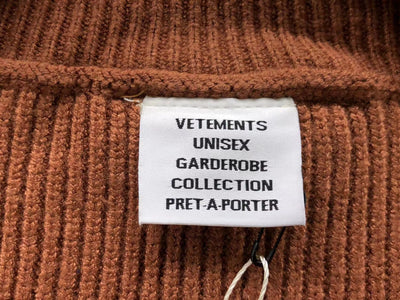 VETEMENTS
UNISEX
GARDEROBE
COLLECTION
PRET-A-PORTER